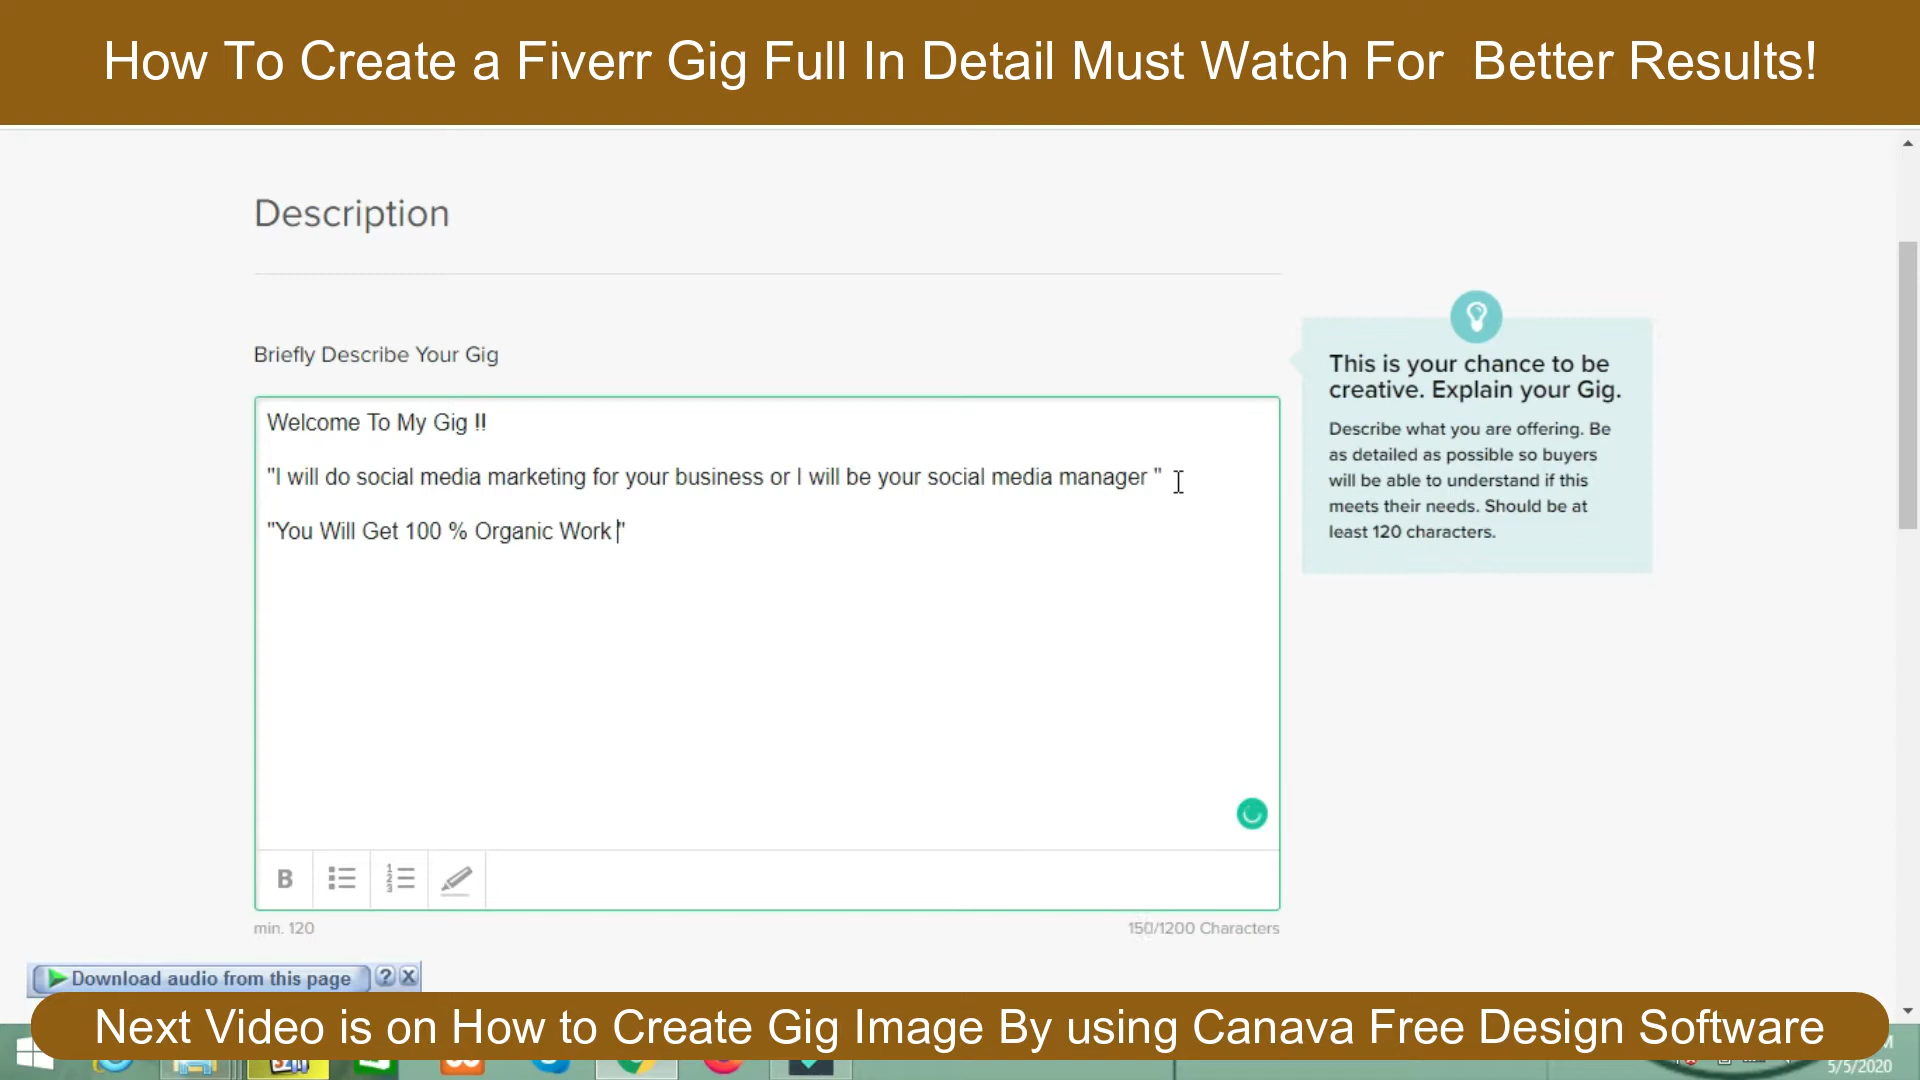 How To Create a Fiverr Gig Full In Detail Must Watch For  Better Results!
Description
Briefly Describe Your Gig
Welcome To My Gig !!
"I will do social media marketing for your business or I will be your social media manager "
"You Will Get 100 % Organic Work "
This is your chance to be
creative. Explain your Gig.
Describe what you are offering. Be
as detailed as possible so buyers
will be able to understand if this
meets their needs. Should be at
least 120 characters.
B
min. 120
150/1200 Characters
Download audio from this page
Next Video is on How to Create Gig Image By using Canava Free Design Software
5/5/2020